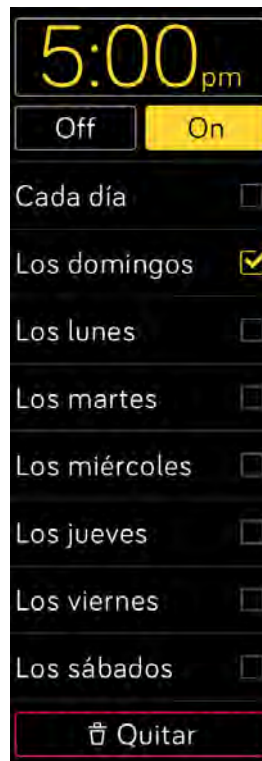 5:00pm
Off On
Cada día
Los domingos
Los lunes
Los martes
Los miércoles
Los jueves
Los viernes
Los sábados
Quitar